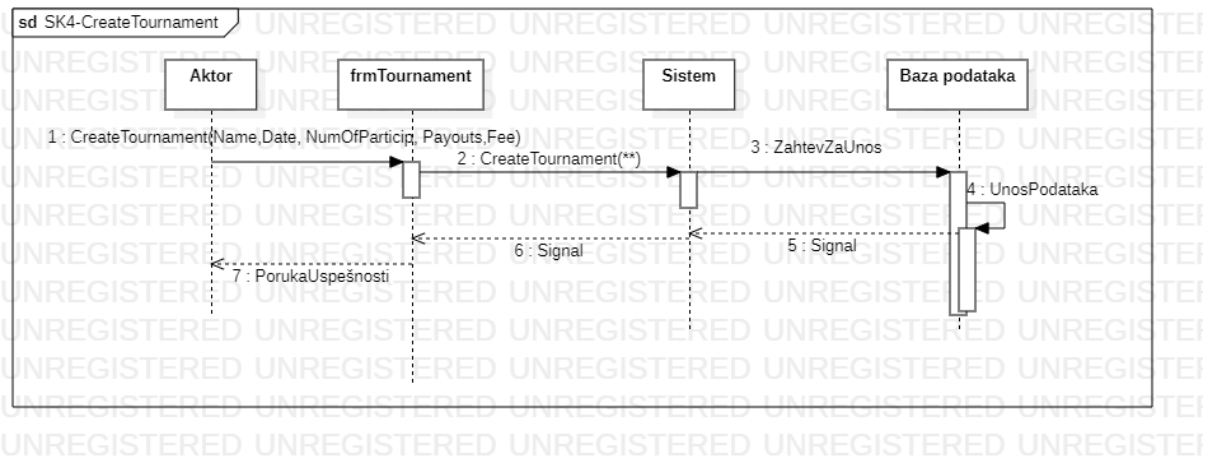 sd SK4-CreateTournament
Aktor
frmTournament
Sistem
Baza podataka
1 : CreateTournament(Name,Date, NumOfParticip, Payouts,Fee)
2 : CreateTournament(**)
3 : ZahtevZaUnos
4 : UnosPodataka
5 : Signal
6 : Signal
7 : PorukaUspešnosti
UNREGISTERED UNREGISTERED UNREGISTERED UNREGISTERED UNREGISTER